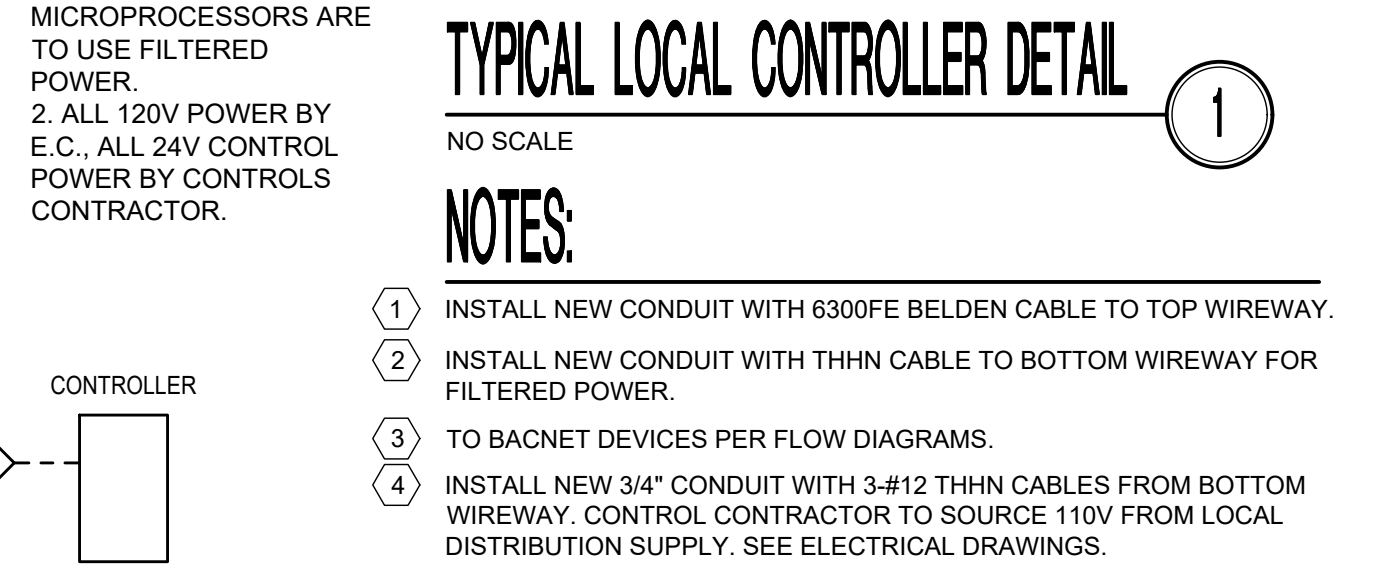 MICROPROCESSORS ARE
TO USE FILTERED
POWER.
2. ALL 120V POWER BY
E.C., ALL 24V CONTROL
POWER BY CONTROLS
CONTRACTOR.
TYPICAL LOCAL CONTROLLER DETAIL
1
NO SCALE
NOTES:
1 INSTALL NEW CONDUIT WITH 6300FE BELDEN CABLE TO TOP WIREWAY.
2 INSTALL NEW CONDUIT WITH THHN CABLE TO BOTTOM WIREWAY FOR
FILTERED POWER.
3 TO BACNET DEVICES PER FLOW DIAGRAMS.
4 INSTALL NEW 3/4" CONDUIT WITH 3-#12 THHN CABLES FROM BOTTOM
WIREWAY. CONTROL CONTRACTOR TO SOURCE 110V FROM LOCAL
DISTRIBUTION SUPPLY. SEE ELECTRICAL DRAWINGS.
CONTROLLER